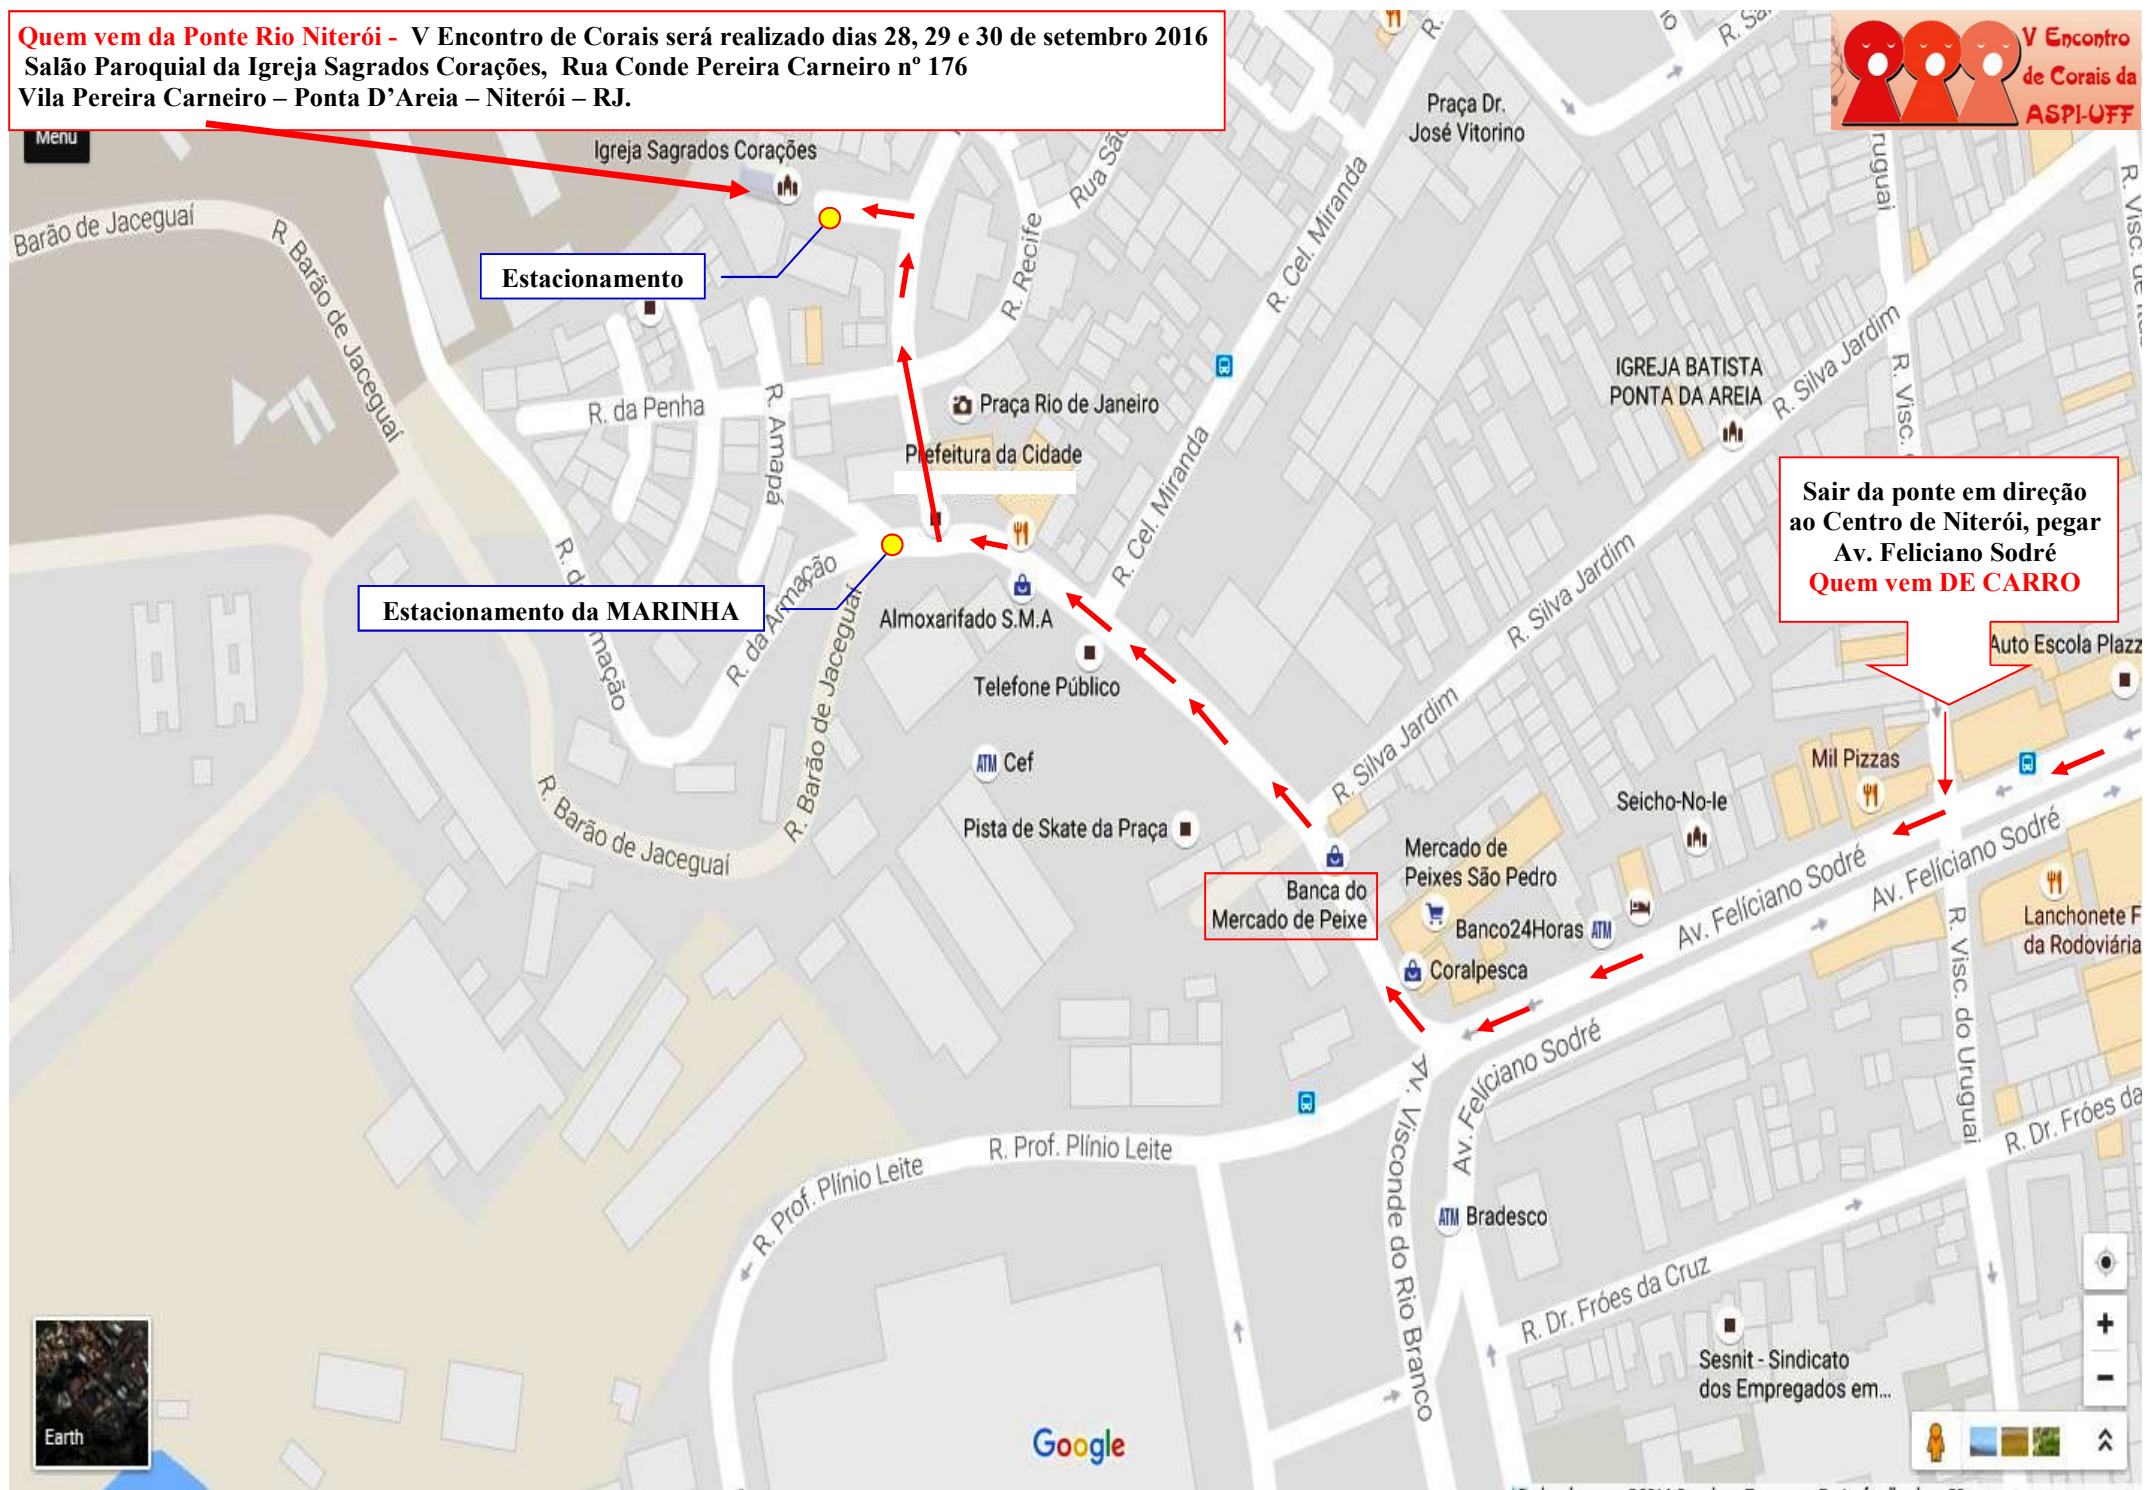 Quem vem da Ponte Rio Niterói - V Encontro de Corais será realizado dias 28, 29 e 30 de setembro 2016
Salão Paroquial da Igreja Sagrados Corações, Rua Conde Pereira Carneiro nº 176
Vila Pereira Carneiro – Ponta D'Areia – Niterói – RJ.
V Encontro
de Corais da
ASPI-UFF
Menu
Igreja Sagrados Corações
Praça Dr.
José Vitorino
Barão de Jaceguaí
R. Barão de Jaceguaí
Estacionamento
R. Recife
Rua São
R. Cel. Miranda
R. Silva Jardim
R. Visc.
R. da Penha
R. Amapá
Praça Rio de Janeiro
Prefeitura da Cidade
IGREJA BATISTA
PONTA DA AREIA
R. Cel. Miranda
Sair da ponte em direção
ao Centro de Niterói, pegar
Av. Feliciano Sodré
Quem vem DE CARRO
R. Silva Jardim
Estacionamento da MARINHA
R. da Armação
Almoxarifado S.M.A
Telefone Público
Auto Escola Plazz
R. Barão de Jaceguaí
R. Silva Jardim
ATM Cef
Mil Pizzas
Seicho-No-Ie
Pista de Skate da Praça
R. Barão de Jaceguaí
Mercado de
Peixes São Pedro
Banca do
Mercado de Peixe
Banco24Horas ATM
Coralpesca
Av. Felíciano Sodré
Av. Felíciano Sodré
Lanchonete F
da Rodoviária
R. Visc. do Uruguai
Av. Felíciano Sodré
Av. Visconde do Rio Branco
R. Prof. Plínio Leite
R. Prof. Plínio Leite
R. Dr. Fróes da
ATM Bradesco
R. Dr. Fróes da Cruz
Sesnit - Sindicato
dos Empregados em...
Earth
Google